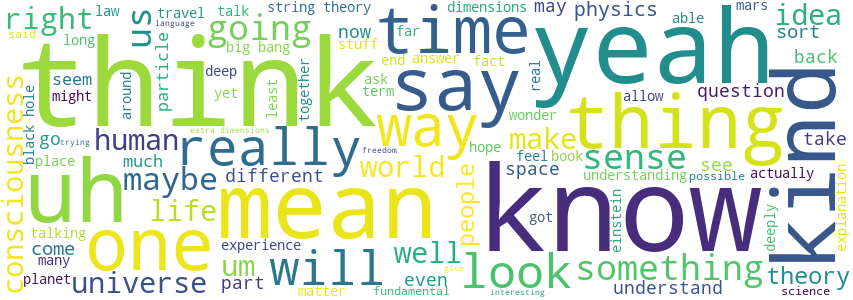 right law travel talk string theory dimensions may physics able mars idea
said us language going now far sort
long big bang stuff time say yeah kind
think particle end answer fact back
seem deep ask real question
might around yet least term together allow
consciousness black hole go human extra dimensions way thing wonder make take
trying really freedom hope sense
place much world feel book see actually
uh maybe different people space understanding possible
life mean know got einstein deeply explanation
talking one experience well look something
come um will even understand theory
many universe part matter fundamental give interesting science
planet